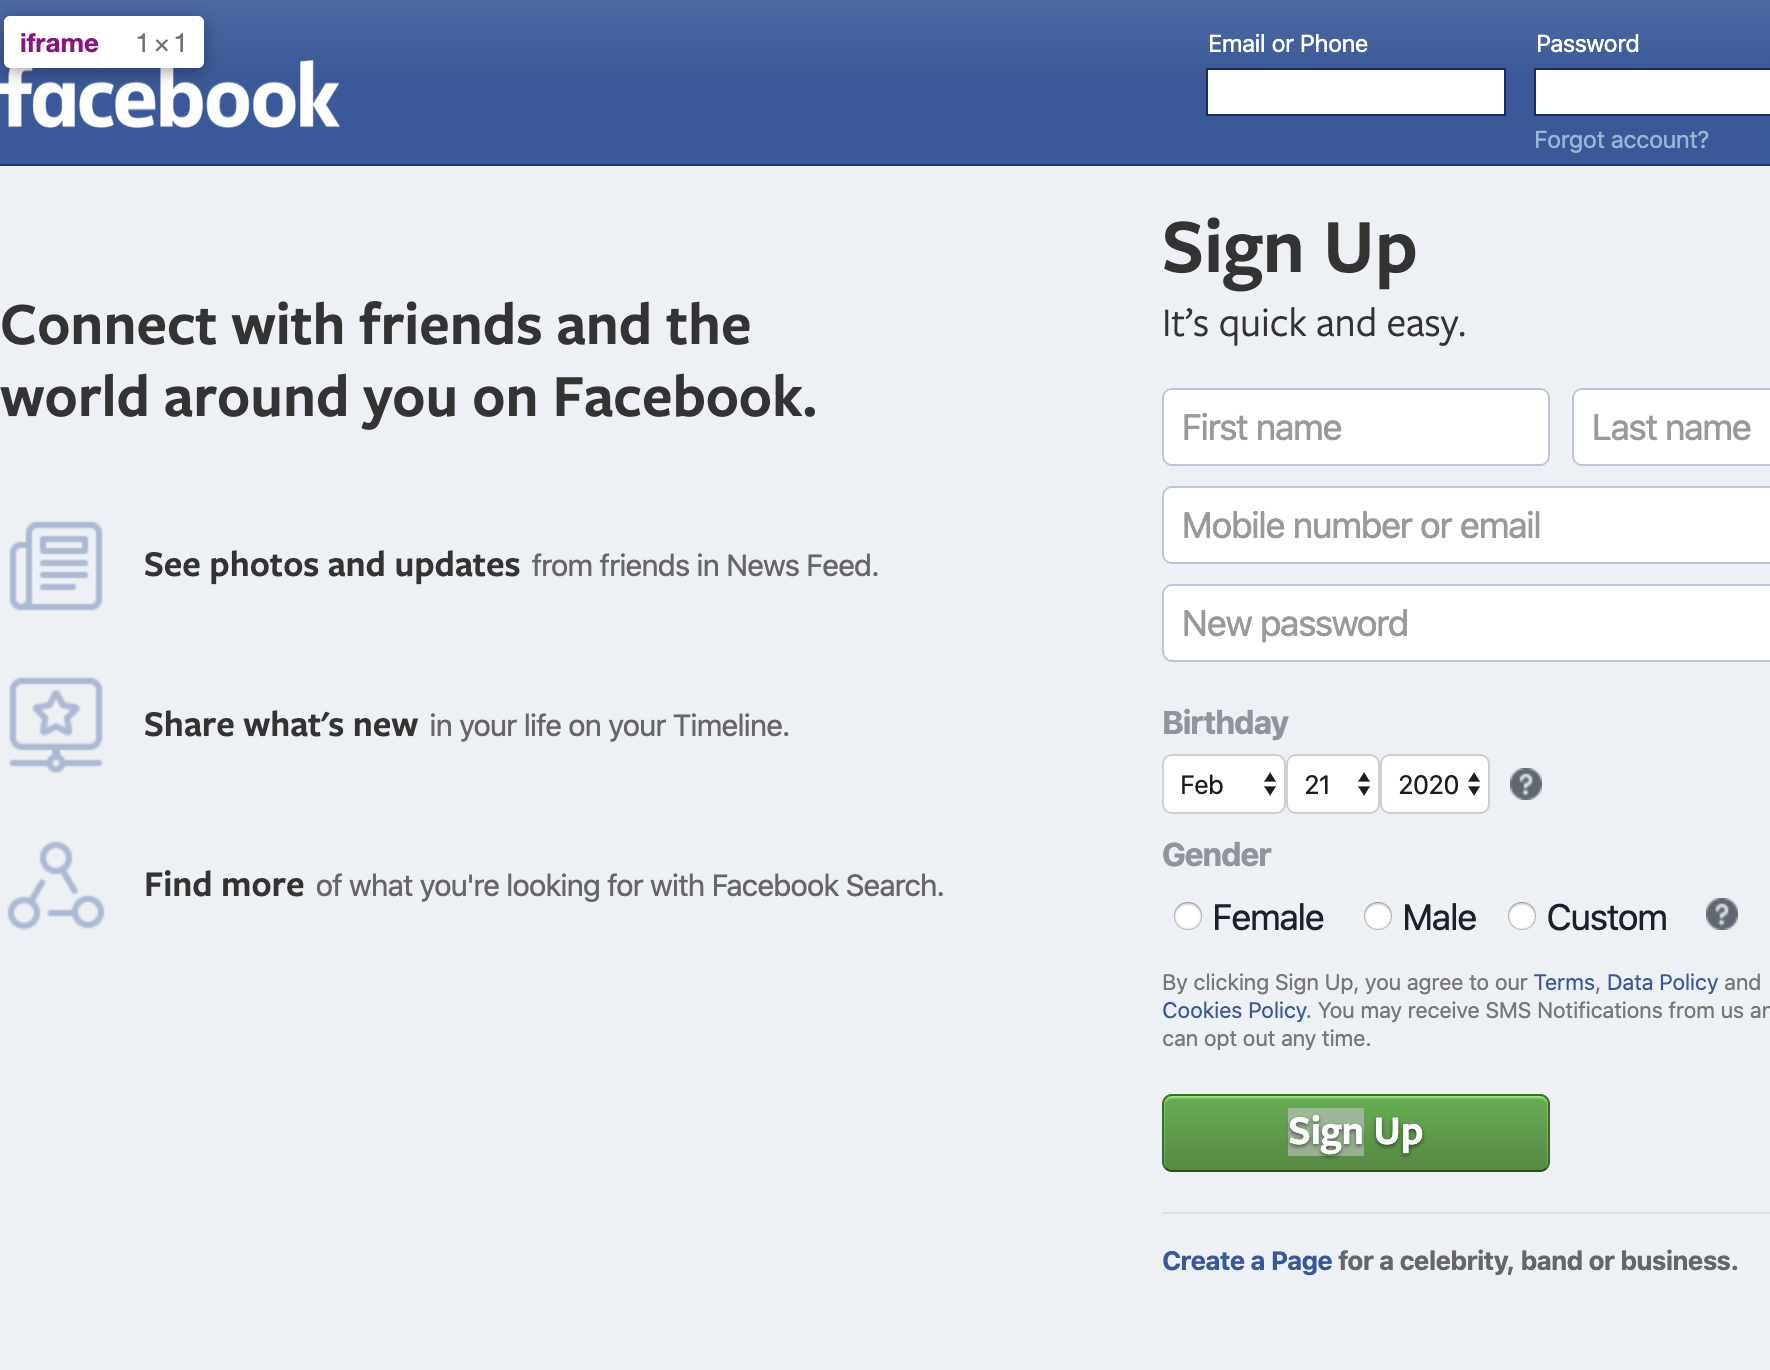 iframe 1×1
facebook
Email or Phone
Password
Forgot account?
Connect with friends and the
world around you on Facebook.
See photos and updates from friends in News Feed.
Share what's new in your life on your Timeline.
Find more of what you're looking for with Facebook Search.
Sign Up
It's quick and easy.
First name
Last name
Mobile number or email
New password
Birthday
Feb 21 2020 ?
Gender
Female Male Custom ?
By clicking Sign Up, you agree to our Terms, Data Policy and
Cookies Policy. You may receive SMS Notifications from us
can opt out any time.
Sign Up
Create a Page for a celebrity, band or business.